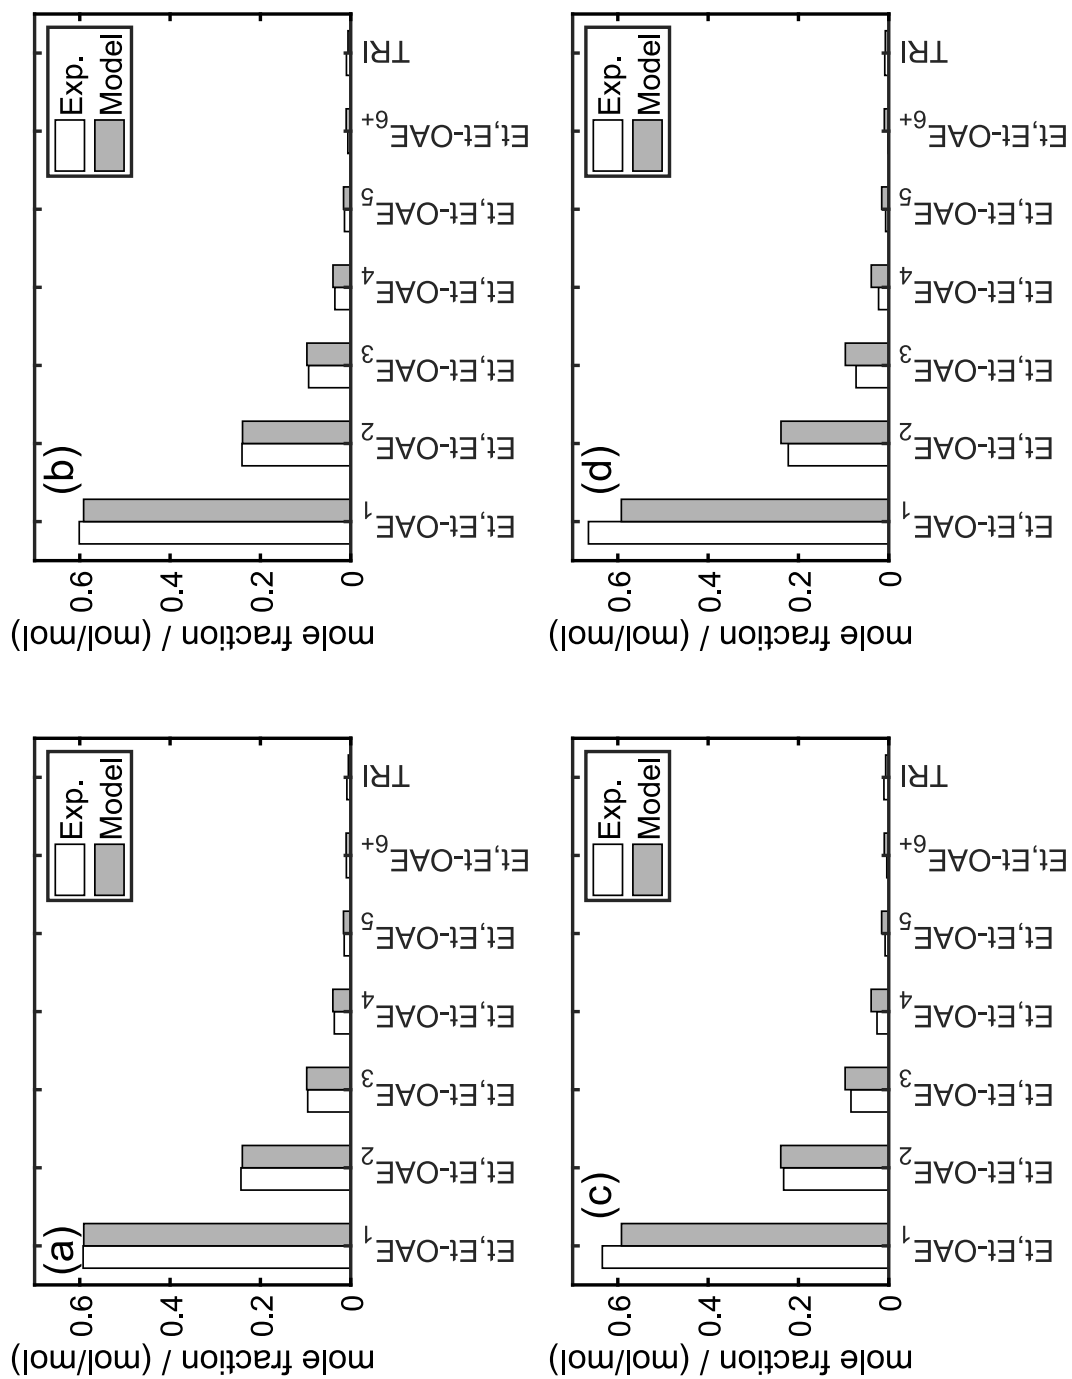 (a)
Exp.
Model
mole fraction / (mol/mol)
0.6
0.4
0.2
0
Et,Et-OAE1
Et,Et-OAE2
Et,Et-OAE3
Et,Et-OAE4
Et,Et-OAE5
Et,Et-OAE6+
TRI
(b)
Exp.
Model
mole fraction / (mol/mol)
0.6
0.4
0.2
0
Et,Et-OAE1
Et,Et-OAE2
Et,Et-OAE3
Et,Et-OAE4
Et,Et-OAE5
Et,Et-OAE6+
TRI
(c)
Exp.
Model
mole fraction / (mol/mol)
0.6
0.4
0.2
0
Et,Et-OAE1
Et,Et-OAE2
Et,Et-OAE3
Et,Et-OAE4
Et,Et-OAE5
Et,Et-OAE6+
TRI
(d)
Exp.
Model
mole fraction / (mol/mol)
0.6
0.4
0.2
0
Et,Et-OAE1
Et,Et-OAE2
Et,Et-OAE3
Et,Et-OAE4
Et,Et-OAE5
Et,Et-OAE6+
TRI